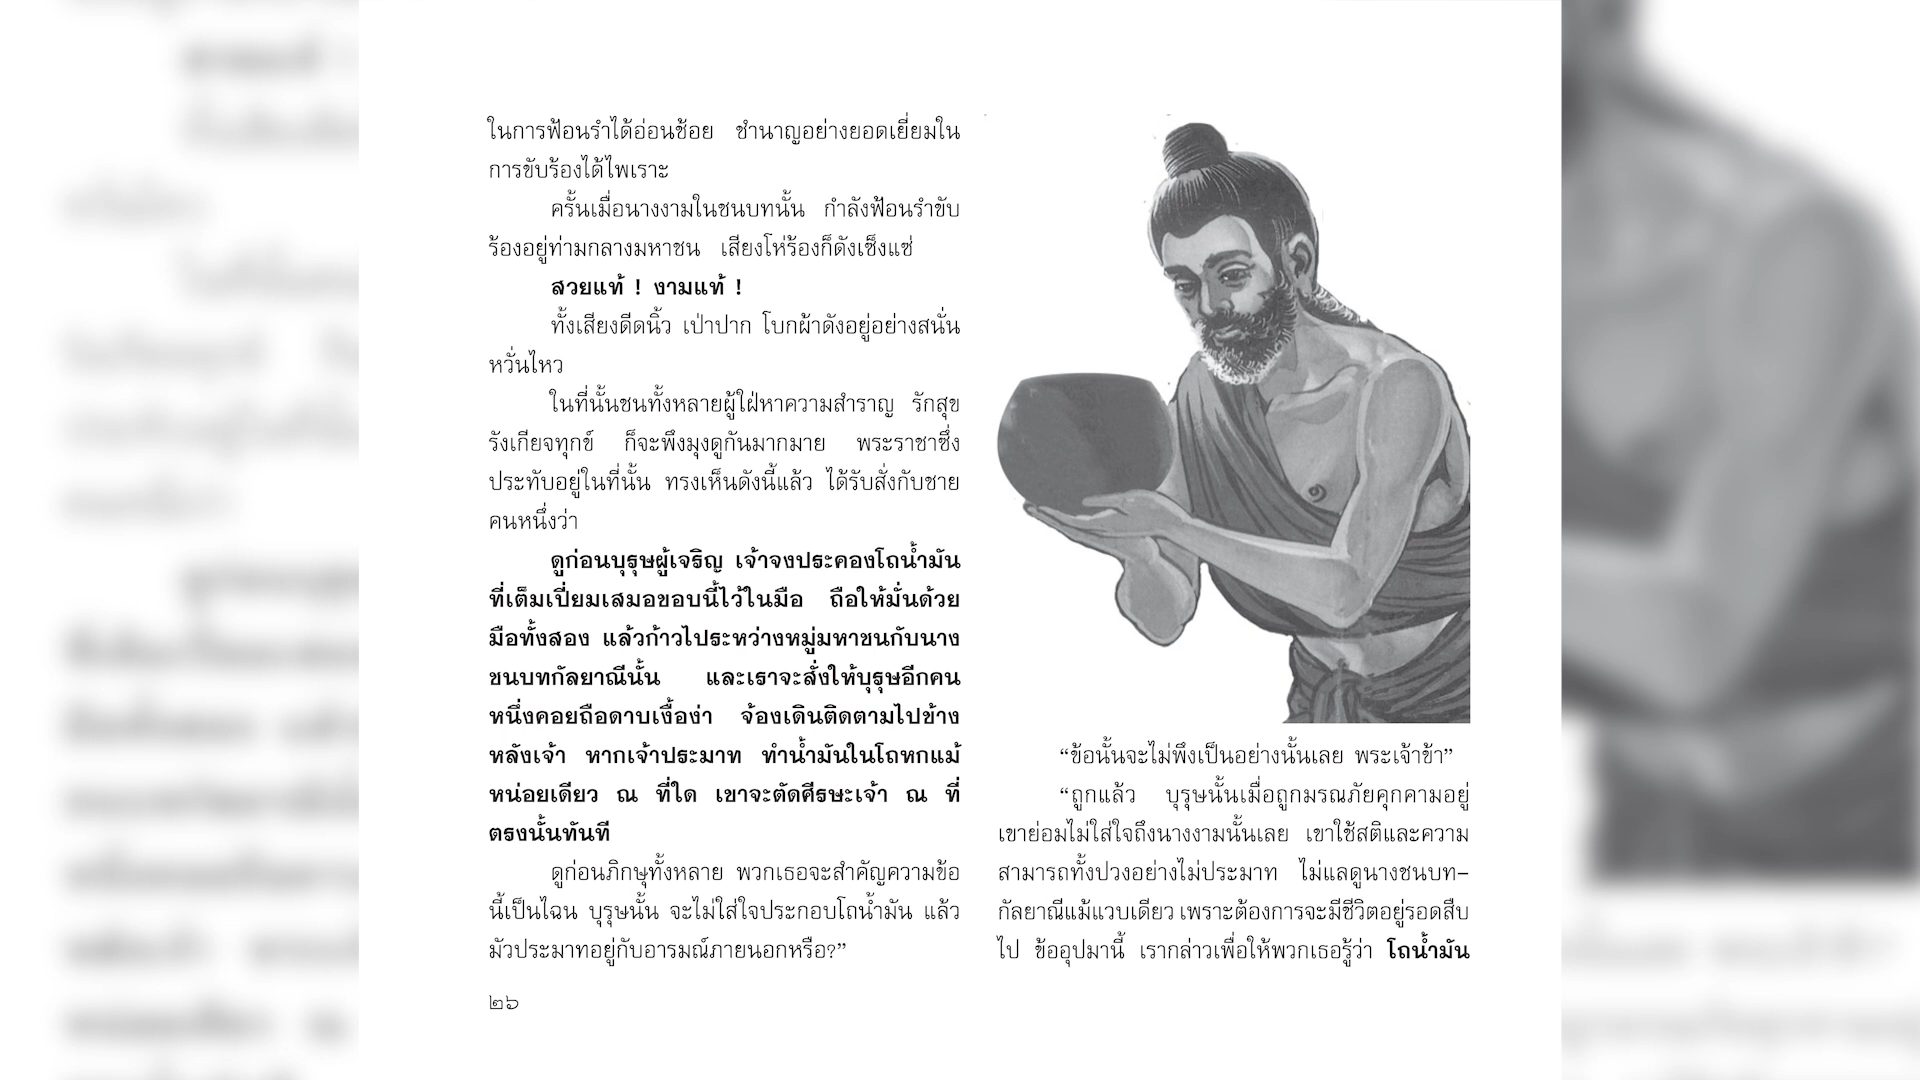 ในการฟ้อนรำได้อ่อนช้อย ชำนาญอย่างยอดเยี่ยมใน
การขับร้องได้ไพเราะ
ครั้นเมื่อนางงามในชนบทนั้น กำลังฟ้อนรำขับ
ร้องอยู่ท่ามกลางมหาชน เสียงโห่ร้องก็ดังเซ็งแซ่
สวยแท้ ! งามแท้ !
ทั้งเสียงดีดนิ้ว เป่าปาก โบกผ้าดังอยู่อย่างสนั่น
หวั่นไหว
ในที่นั้นชนทั้งหลายผู้ใฝ่หาความสำราญ รักสุข
รังเกียจทุกข์ ก็จะพึงมุงดูกันมากมาย พระราชาซึ่ง
ประทับอยู่ในที่นั้น ทรงเห็นดังนี้แล้ว ได้รับสั่งกับชาย
คนหนึ่งว่า
ดูก่อนบุรุษผู้เจริญ เจ้าจงประคองโถน้ำมัน
ที่เต็มเปี่ยมเสมอขอบนี้ไว้ในมือ ถือให้มั่นด้วย
มือทั้งสอง แล้วก้าวไประหว่างหมู่มหาชนกับนาง
ชนบทกัลยาณีนั้น และเราจะสั่งให้บุรุษอีกคน
หนึ่งคอยถือดาบเงื้อง่า จ้องเดินติดตามไปข้าง
หลังเจ้า หากเจ้าประมาท ทำน้ำมันในโถหกแม้
หน่อยเดียว ณ ที่ใด เขาจะตัดศีรษะเจ้า ณ ที่
ตรงนั้นทันที
ดูก่อนภิกษุทั้งหลาย พวกเธอจะสำคัญความข้อ
นี้เป็นไฉน บุรุษนั้น จะไม่ใส่ใจประกอบโถน้ำมัน แล้ว
มัวประมาทอยู่กับอารมณ์ภายนอกหรือ?”
๒๖
“ข้อนั้นจะไม่พึงเป็นอย่างนั้นเลย พระเจ้าข้า”
“ถูกแล้ว บุรุษนั้นเมื่อถูกมรณภัยคุกคามอยู่
เขาย่อมไม่ใส่ใจถึงนางงามนั้นเลย เขาใช้สติและความ
สามารถทั้งปวงอย่างไม่ประมาท ไม่แลดูนางชนบท-
กัลยาณีแม้แวบเดียว เพราะต้องการจะมีชีวิตอยู่รอดสืบ
ไป ข้ออุปมานี้ เรากล่าวเพื่อให้พวกเธอรู้ว่า โถน้ำมัน